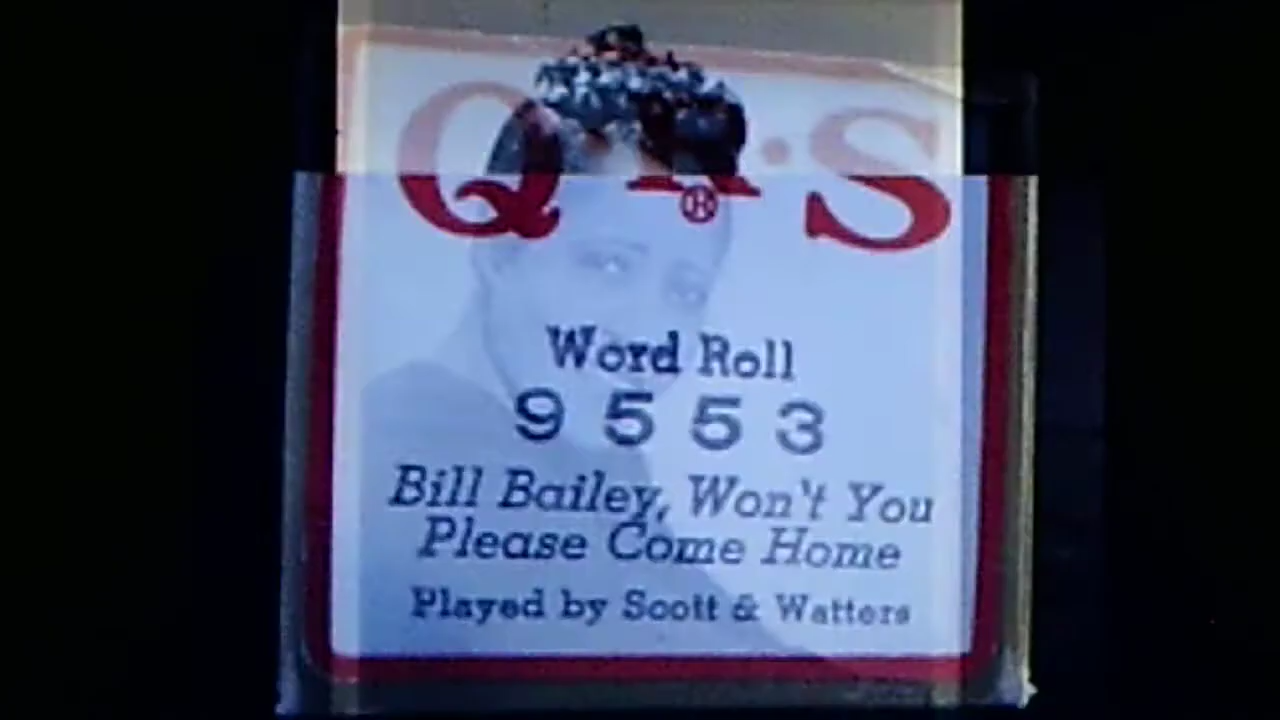 Q·R·S
®
Word Roll
9553
Bill Bailey, Won't You
Please Come Home
Played by Scott & Watters